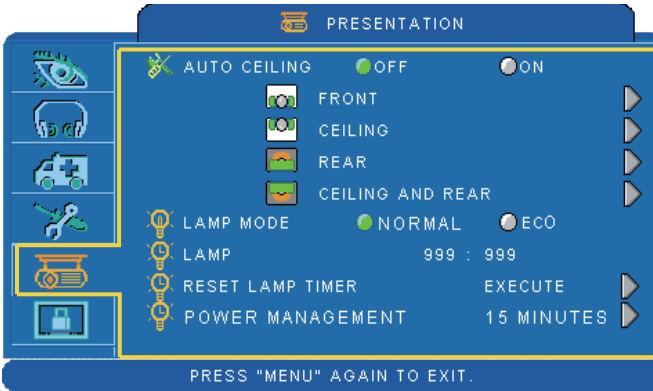 PRESENTATION
AUTO CEILING OFF ON
FRONT
CEILING
REAR
CEILING AND REAR
LAMP MODE NORMAL ECO
LAMP 999 : 999
RESET LAMP TIMER EXECUTE
POWER MANAGEMENT 15 MINUTES
PRESS "MENU" AGAIN TO EXIT.